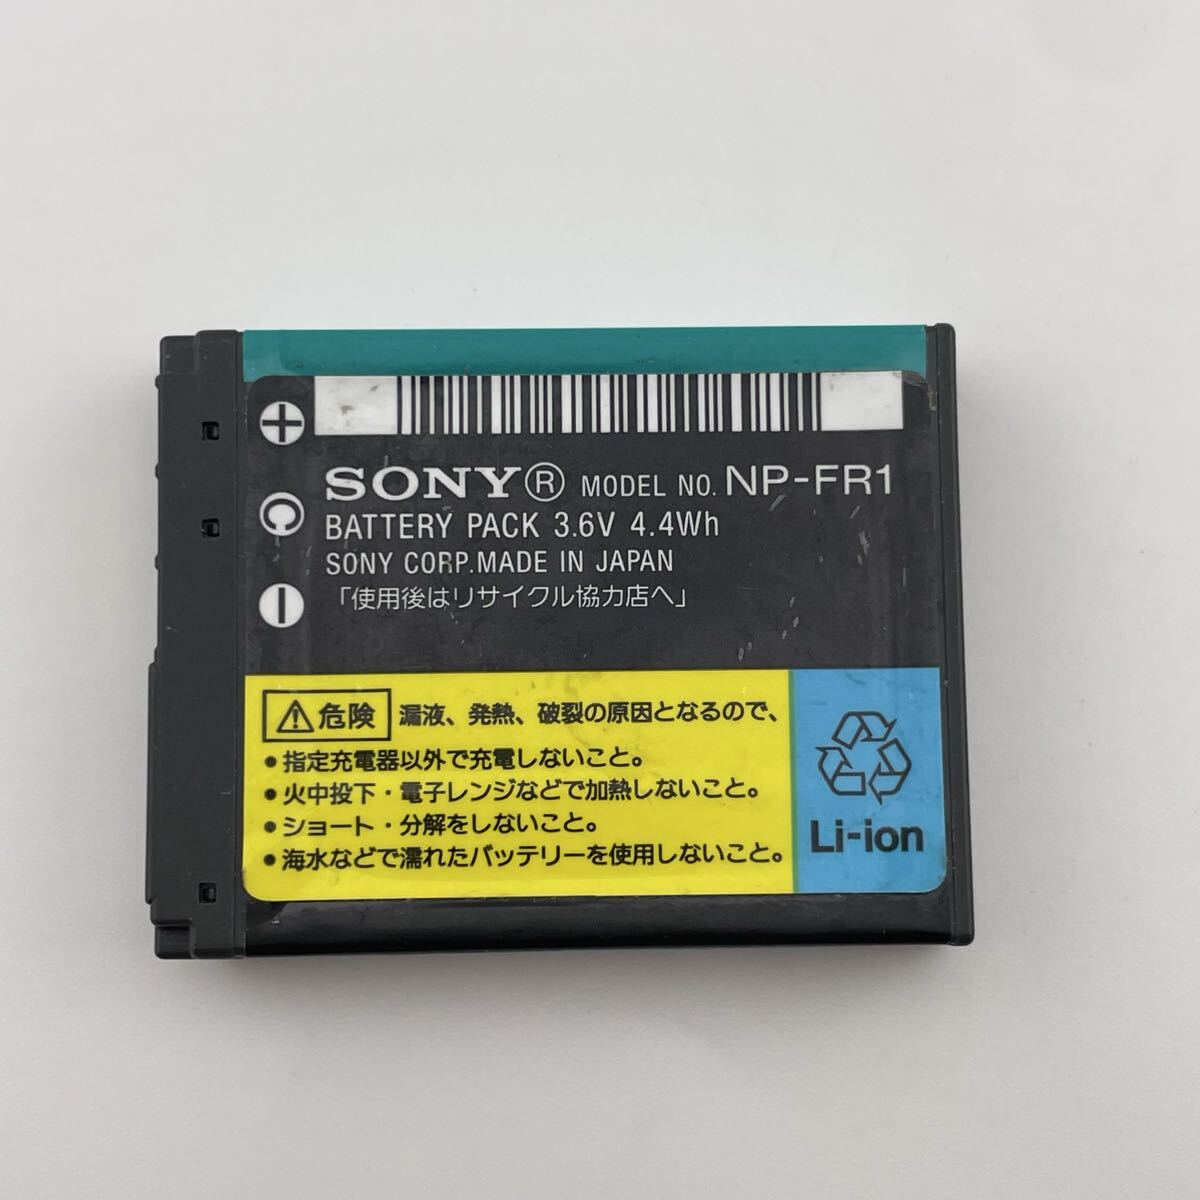 SONY® MODEL NO. NP-FR1
BATTERY PACK 3.6V 4.4Wh
SONY CORP.MADE IN JAPAN
「使用後はリサイクル協力店へ」
⚠危険 漏液、発熱、破裂の原因となるので、
•指定充電器以外で充電しないこと。
•火中投下・電子レンジなどで加熱しないこと。
•ショート・分解をしないこと。
•海水などで濡れたバッテリーを使用しないこと。
Li-ion